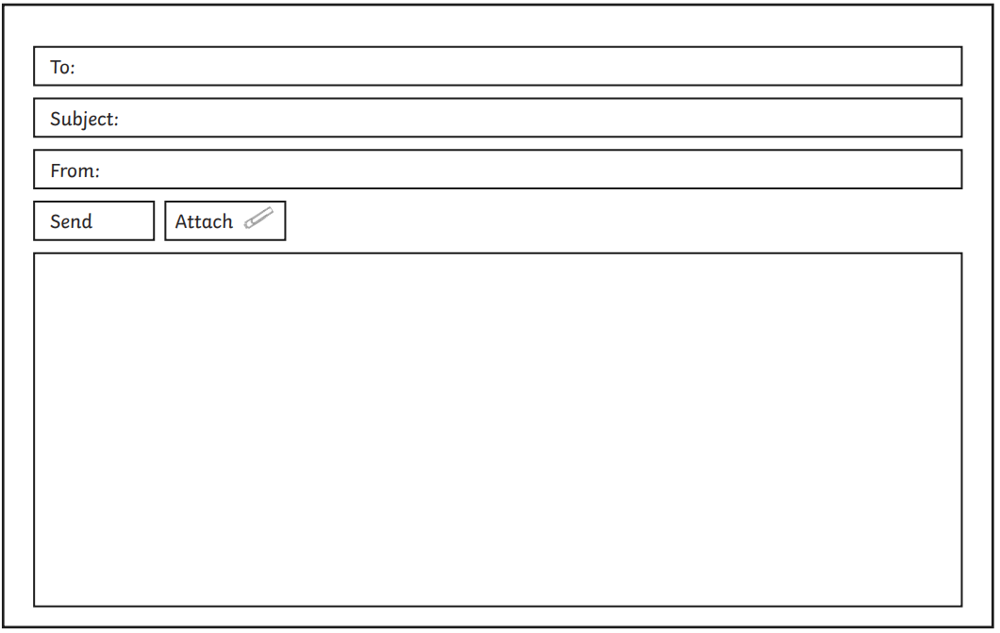 To:
Subject:
From:
Send
Attach